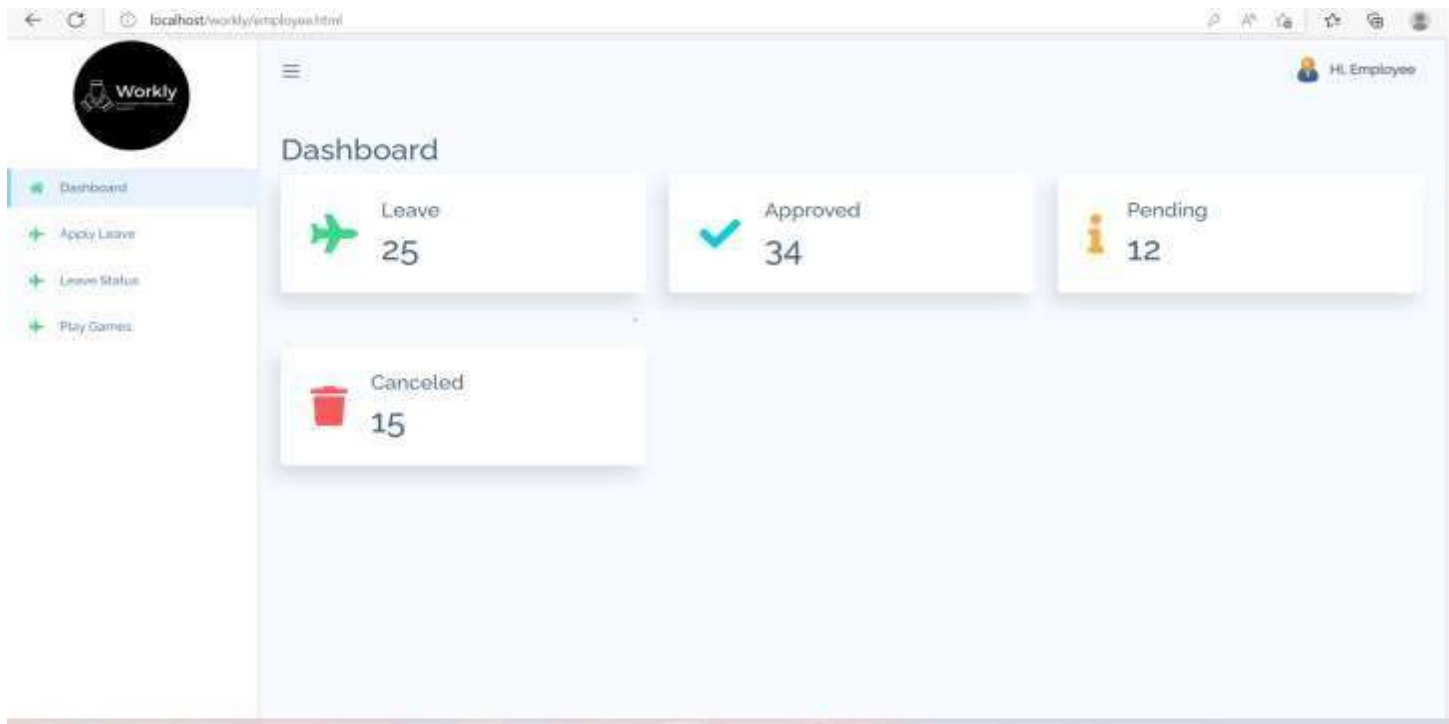 localhost/workly/employee.html
Workly
Hi, Employee
Dashboard
Dashboard
Apply Leave
Leave Status
Play Games
Leave
25
Approved
34
Pending
12
Canceled
15